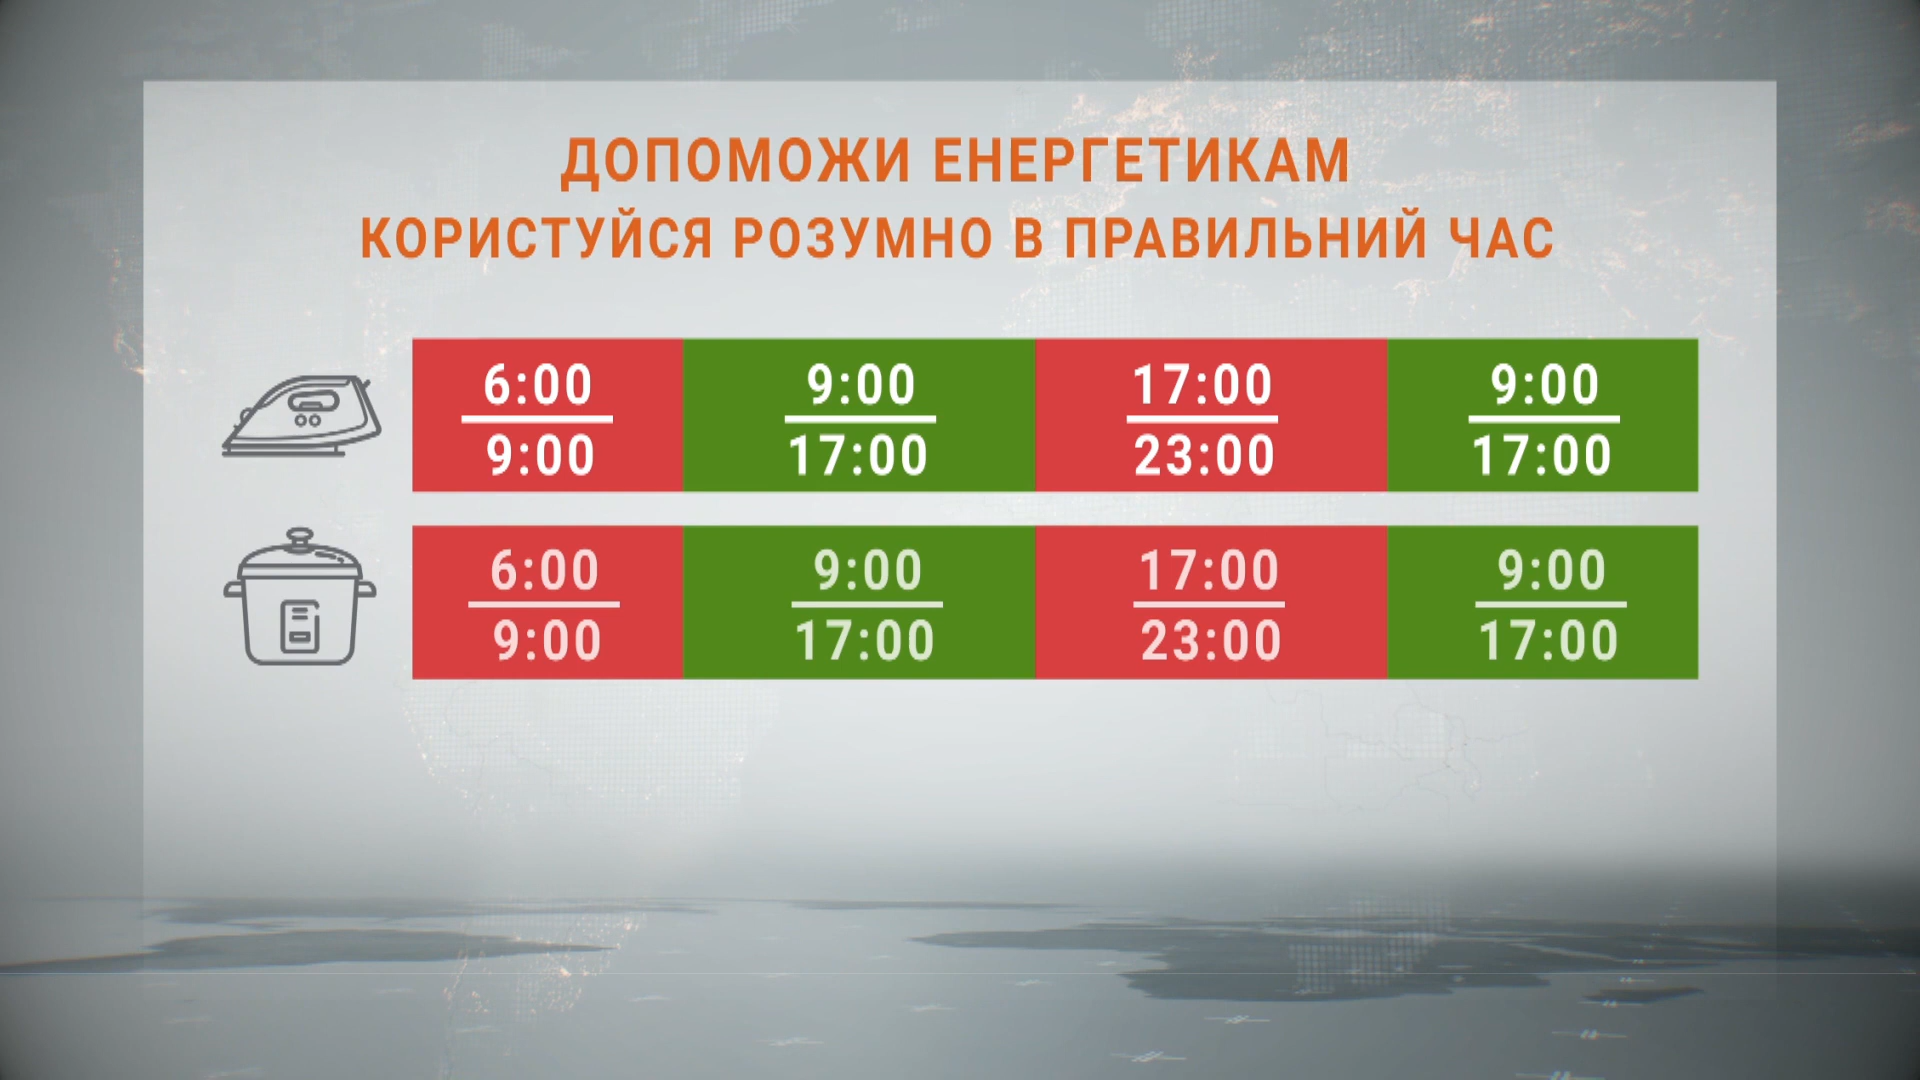 ДОПОМОЖИ ЕНЕРГЕТИКАМ
КОРИСТУЙСЯ РОЗУМНО В ПРАВИЛЬНИЙ ЧАС
6:00 9:00 17:00 9:00
9:00 17:00 23:00 17:00
6:00 9:00 17:00 9:00
9:00 17:00 23:00 17:00